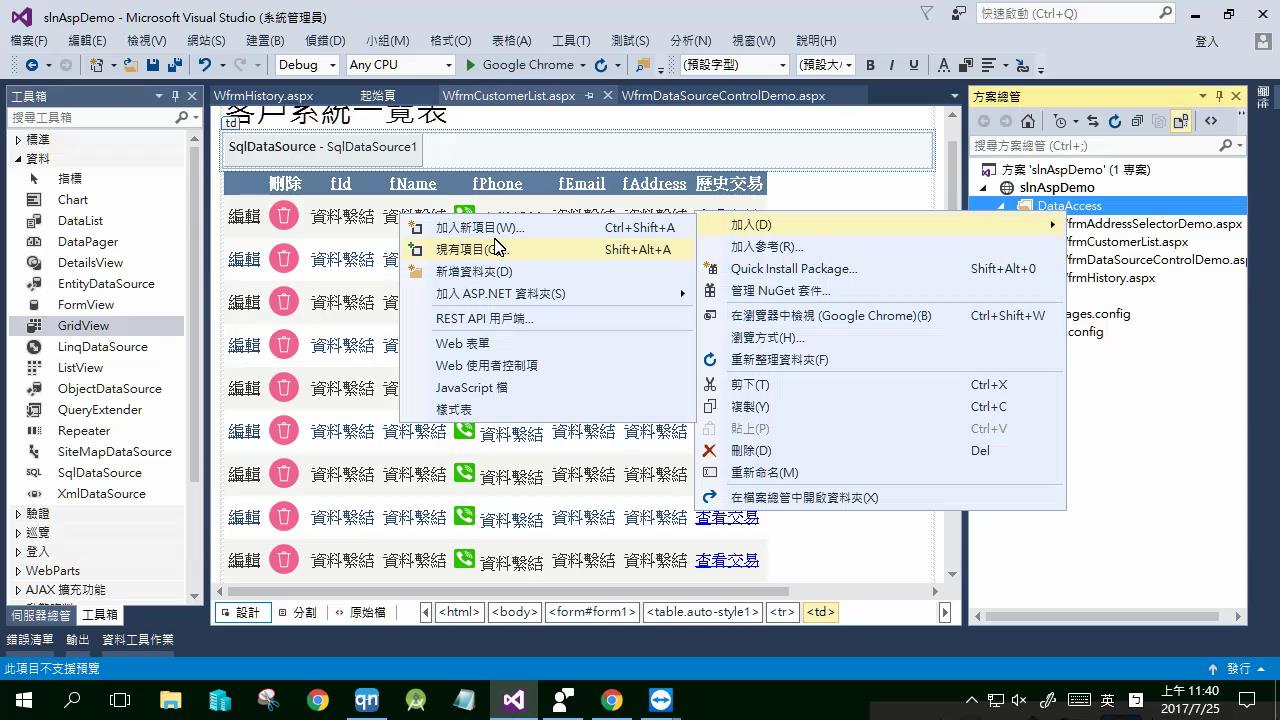 slnAspDemo - Microsoft Visual Studio (系統管理員)
快速啟動 (Ctrl+Q)
檔案(F) 編輯(E) 檢視(V) 網站(S) 建置(B) 偵錯(D) 小組(M) 格式(O) 表格(A) 工具(T) 測試(S) 分析(N) 視窗(W) 說明(H) 登入
Debug Any CPU Google Chrome (預設字型) (預設大 B I U A
工具箱
搜尋工具箱
標準
資料
指標
Chart
DataList
DataPager
DetailsView
EntityDataSource
FormView
GridView
LinqDataSource
ListView
ObjectDataSource
QueryExtender
Repeater
SiteMapDataSource
SQL SqlDataSource
XmlDataSource
驗證
巡覽
登入
WebParts
AJAX 擴充功能
伺服器總管 工具箱
WfrmHistory.aspx 起始頁 WfrmCustomerList.aspx WfrmDataSourceControlDemo.aspx
客戶系統一覽表
td
SqlDataSource - SqlDataSource1
刪除 fId fName fPhone fEmail fAddress 歷史交易
編輯 資料繫結
編輯 資料繫結
編輯 資料繫結
編輯 資料繫結
編輯 資料繫結
編輯 資料繫結 資料繫結 資料繫結 資料繫結 資料繫結
編輯 資料繫結 資料繫結 資料繫結 資料繫結 資料繫結
編輯 資料繫結 資料繫結 資料繫結 資料繫結 資料繫結 查看交易
編輯 資料繫結 資料繫結 資料繫結 資料繫結 資料繫結 查看交易
加入新項目(W)... Ctrl+Shift+A
現有項目(G)... Shift+Alt+A
新增資料夾(D)
加入 ASP.NET 資料夾(S)
REST API 用戶端...
Web 表單
Web 使用者控制項
JavaScript 檔
樣式表
加入(D)
加入參考(R)...
Quick Install Package... Shift+Alt+0
管理 NuGet 套件...
在瀏覽器中檢視 (Google Chrome)(B) Ctrl+Shift+W
瀏覽方式(H)...
重新整理資料夾(F)
剪下(T) Ctrl+X
複製(Y) Ctrl+C
貼上(P) Ctrl+V
刪除(D) Del
重新命名(M)
在檔案總管中開啟資料夾(X)
設計 分割 原始檔 <html> <body> <form#form1> <table.auto-style1> <tr> <td>
方案總管
搜尋方案總管 (Ctrl+;)
方案 'slnAspDemo' (1 專案)
slnAspDemo
DataAccess
frmAddressSelectorDemo.aspx
frmCustomerList.aspx
frmDataSourceControlDemo.asp
frmHistory.aspx
ages.config
.config
錯誤清單 輸出 資料工具作業
此項目不支援預覽 發行
qn
英
上午 11:40
2017/7/25